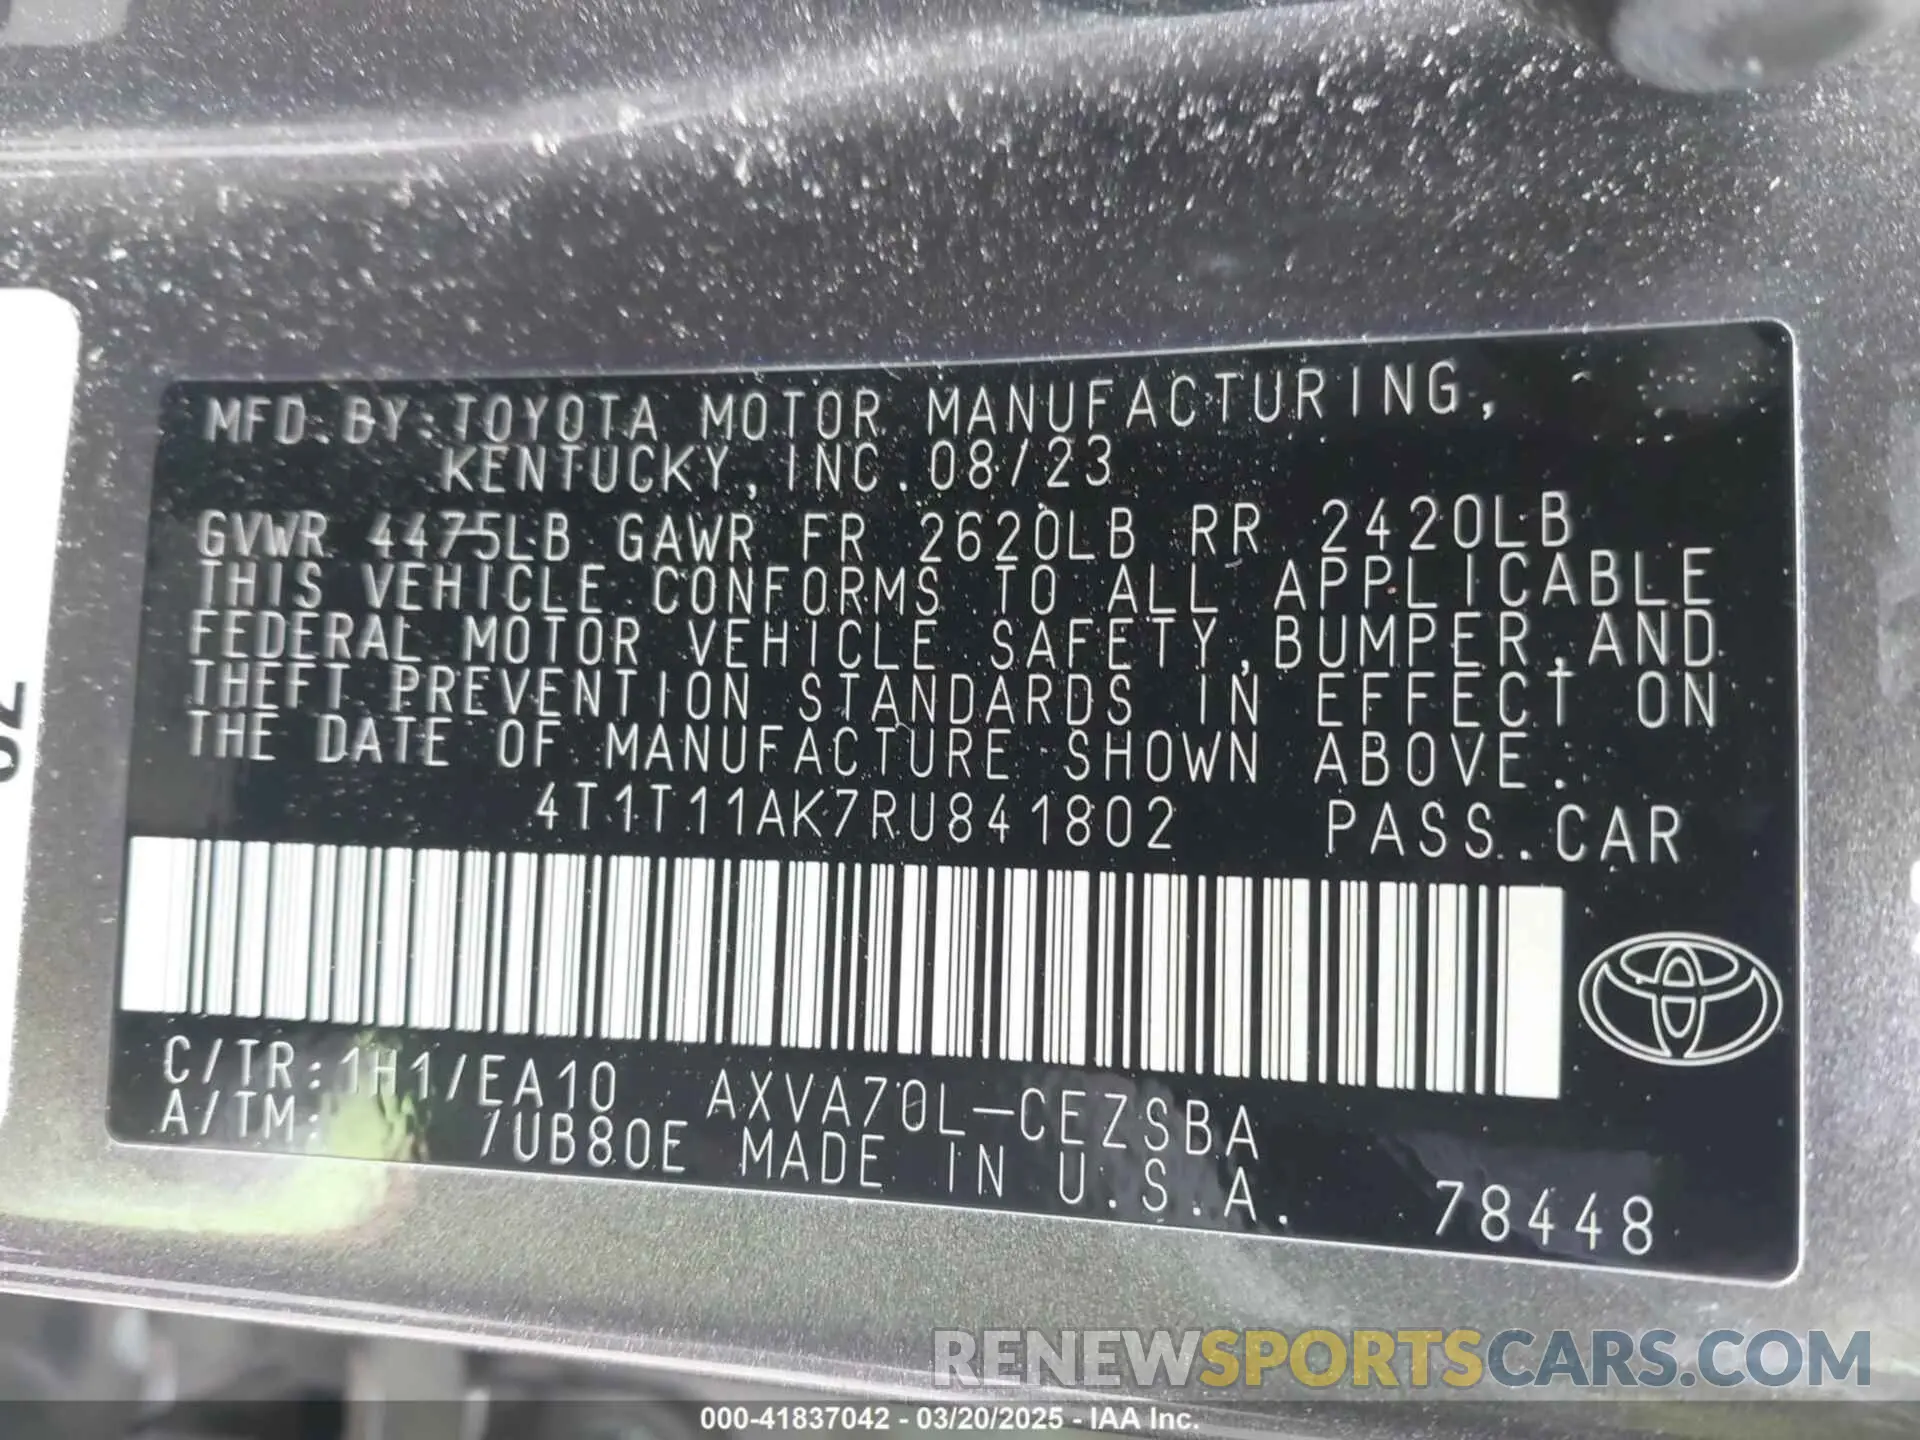 MFD.BY:TOYOTA MOTOR MANUFACTURING,
KENTUCKY, INC. 08/23
GVWR 4475LB GAWR FR 2620LB RR 2420LB
THIS VEHICLE CONFORMS TO ALL APPLICABLE
FEDERAL MOTOR VEHICLE SAFETY, BUMPER, AND
THEFT PREVENTION STANDARDS IN EFFECT ON
THE DATE OF MANUFACTURE SHOWN ABOVE.
4T1T11AK7RU841802 PASS. CAR
C/TR:1H1/EA10 AXVA70L-CEZSBA
A/TM: 7UB80E MADE IN U.S.A.
78448
RENEWSPORTSCARS.COM
000-41837042 - 03/20/2025 - IAA Inc.